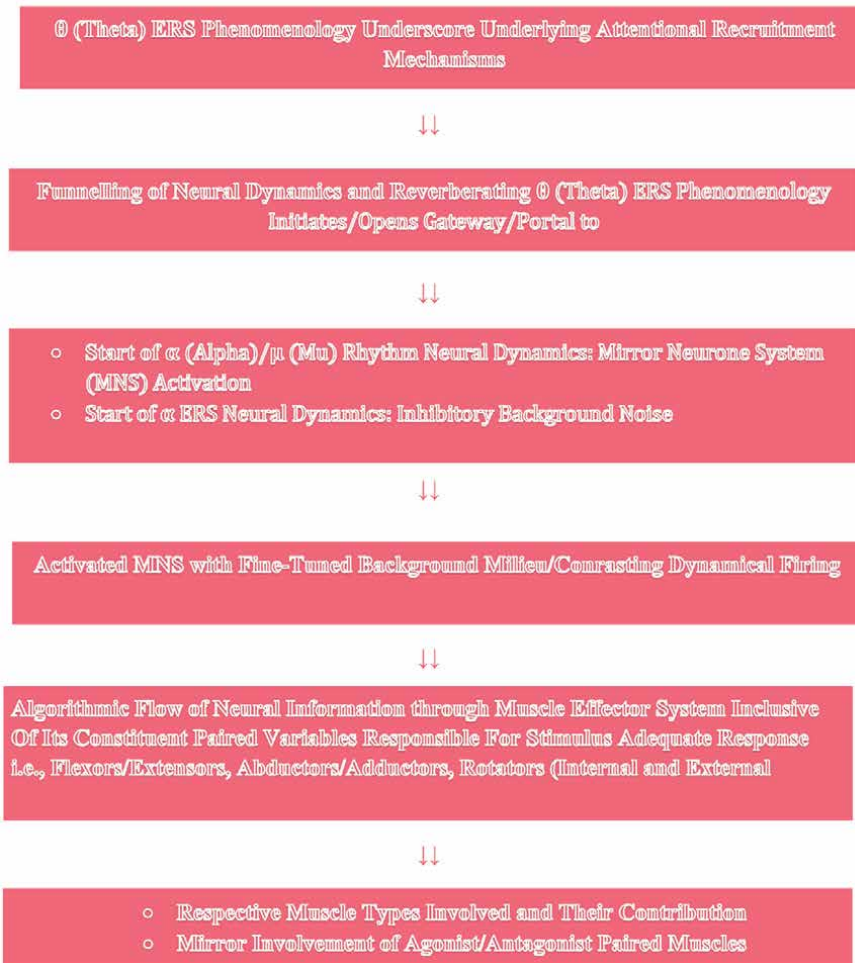 θ (Theta) ERS Phenomenology Underscore Underlying Attentional Recruitment
Mechanisms
↓↓
Funnelling of Neural Dynamics and Reverberating θ (Theta) ERS Phenomenology
Initiates/Opens Gateway/Portal to
↓↓
○ Start of α (Alpha)/μ (Mu) Rhythm Neural Dynamics: Mirror Neurone System
(MNS) Activation
○ Start of α ERS Neural Dynamics: Inhibitory Background Noise
↓↓
Activated MNS with Fine-Tuned Background Milieu/Conrasting Dynamical Firing
↓↓
Algorithmic Flow of Neural Information through Muscle Effector System Inclusive
Of Its Constituent Paired Variables Responsible For Stimulus Adequate Response
i.e., Flexors/Extensors, Abductors/Adductors, Rotators (Internal and External
↓↓
○ Respective Muscle Types Involved and Their Contribution
○ Mirror Involvement of Agonist/Antagonist Paired Muscles